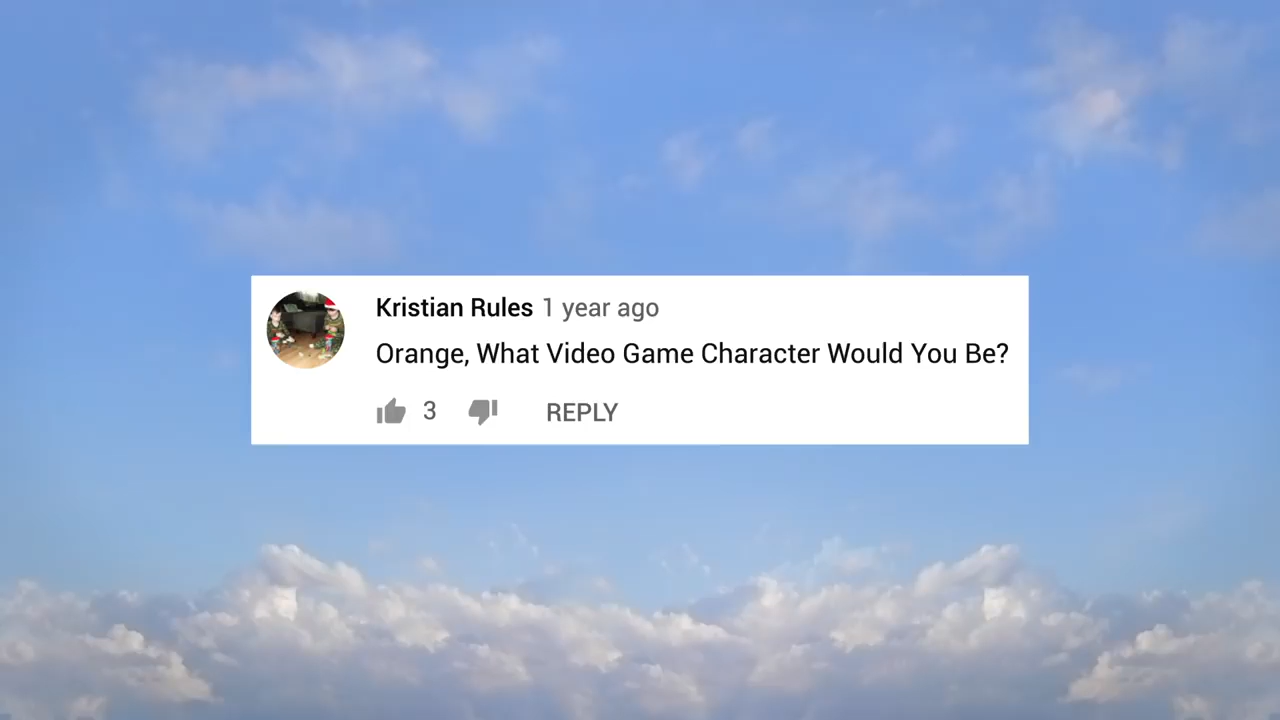 Kristian Rules 1 year ago
Orange, What Video Game Character Would You Be?
3 REPLY